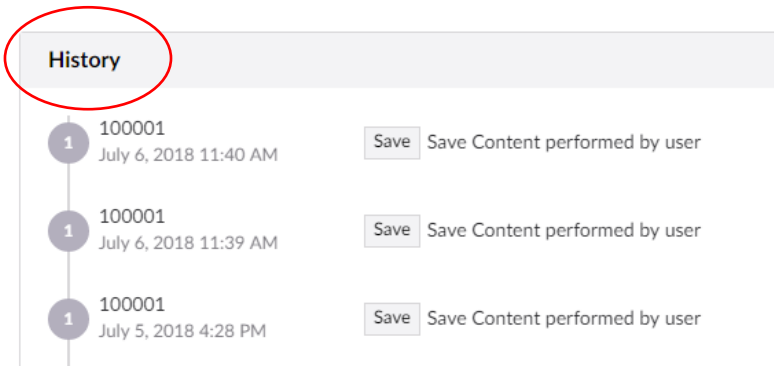 History
1 100001 Save Save Content performed by user
July 6, 2018 11:40 AM
1 100001 Save Save Content performed by user
July 6, 2018 11:39 AM
1 100001 Save Save Content performed by user
July 5, 2018 4:28 PM